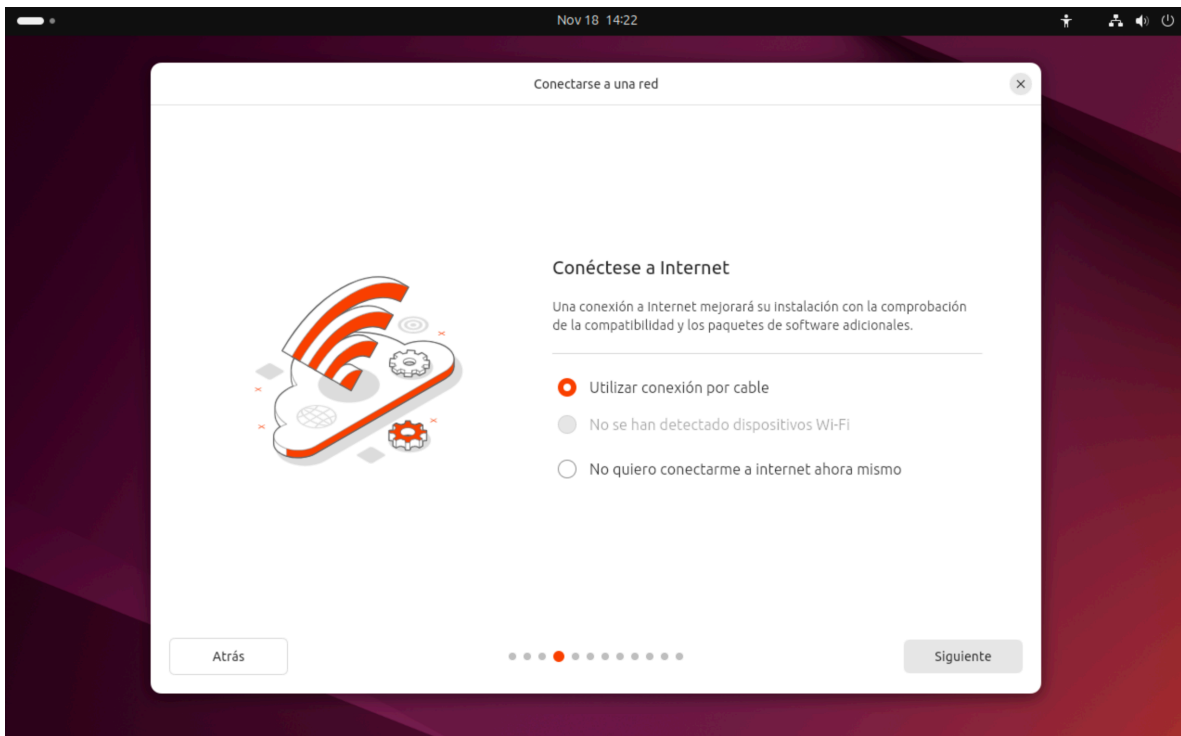 Nov 18 14:22
Conectarse a una red
Conéctese a Internet
Una conexión a Internet mejorará su instalación con la comprobación
de la compatibilidad y los paquetes de software adicionales.
Utilizar conexión por cable
No se han detectado dispositivos Wi-Fi
No quiero conectarme a internet ahora mismo
Atrás
Siguiente